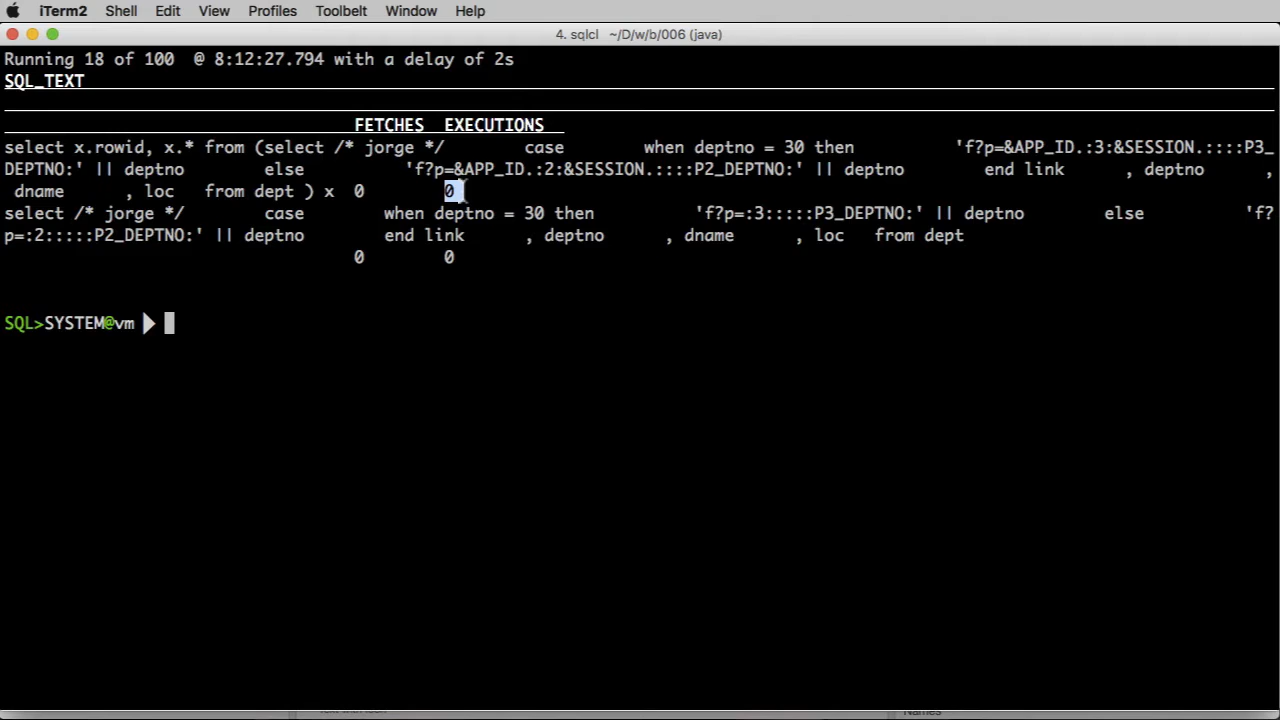 iTerm2 Shell Edit View Profiles Toolbelt Window Help
4. sqlcl ~/D/w/b/006 (java)
Running 18 of 100 @ 8:12:27.794 with a delay of 2s
SQL_TEXT
FETCHES EXECUTIONS
select x.rowid, x.* from (select /* jorge */ case when deptno = 30 then 'f?p=&APP_ID.:3:&SESSION.::::P3_
DEPTNO:' || deptno else 'f?p=&APP_ID.:2:&SESSION.::::P2_DEPTNO:' || deptno end link , deptno ,
dname , loc from dept ) x 0 0
select /* jorge */ case when deptno = 30 then 'f?p=:3:::::P3_DEPTNO:' || deptno else 'f?
p=:2:::::P2_DEPTNO:' || deptno end link , deptno , dname , loc from dept
0 0
SQL>SYSTEM@vm
Names